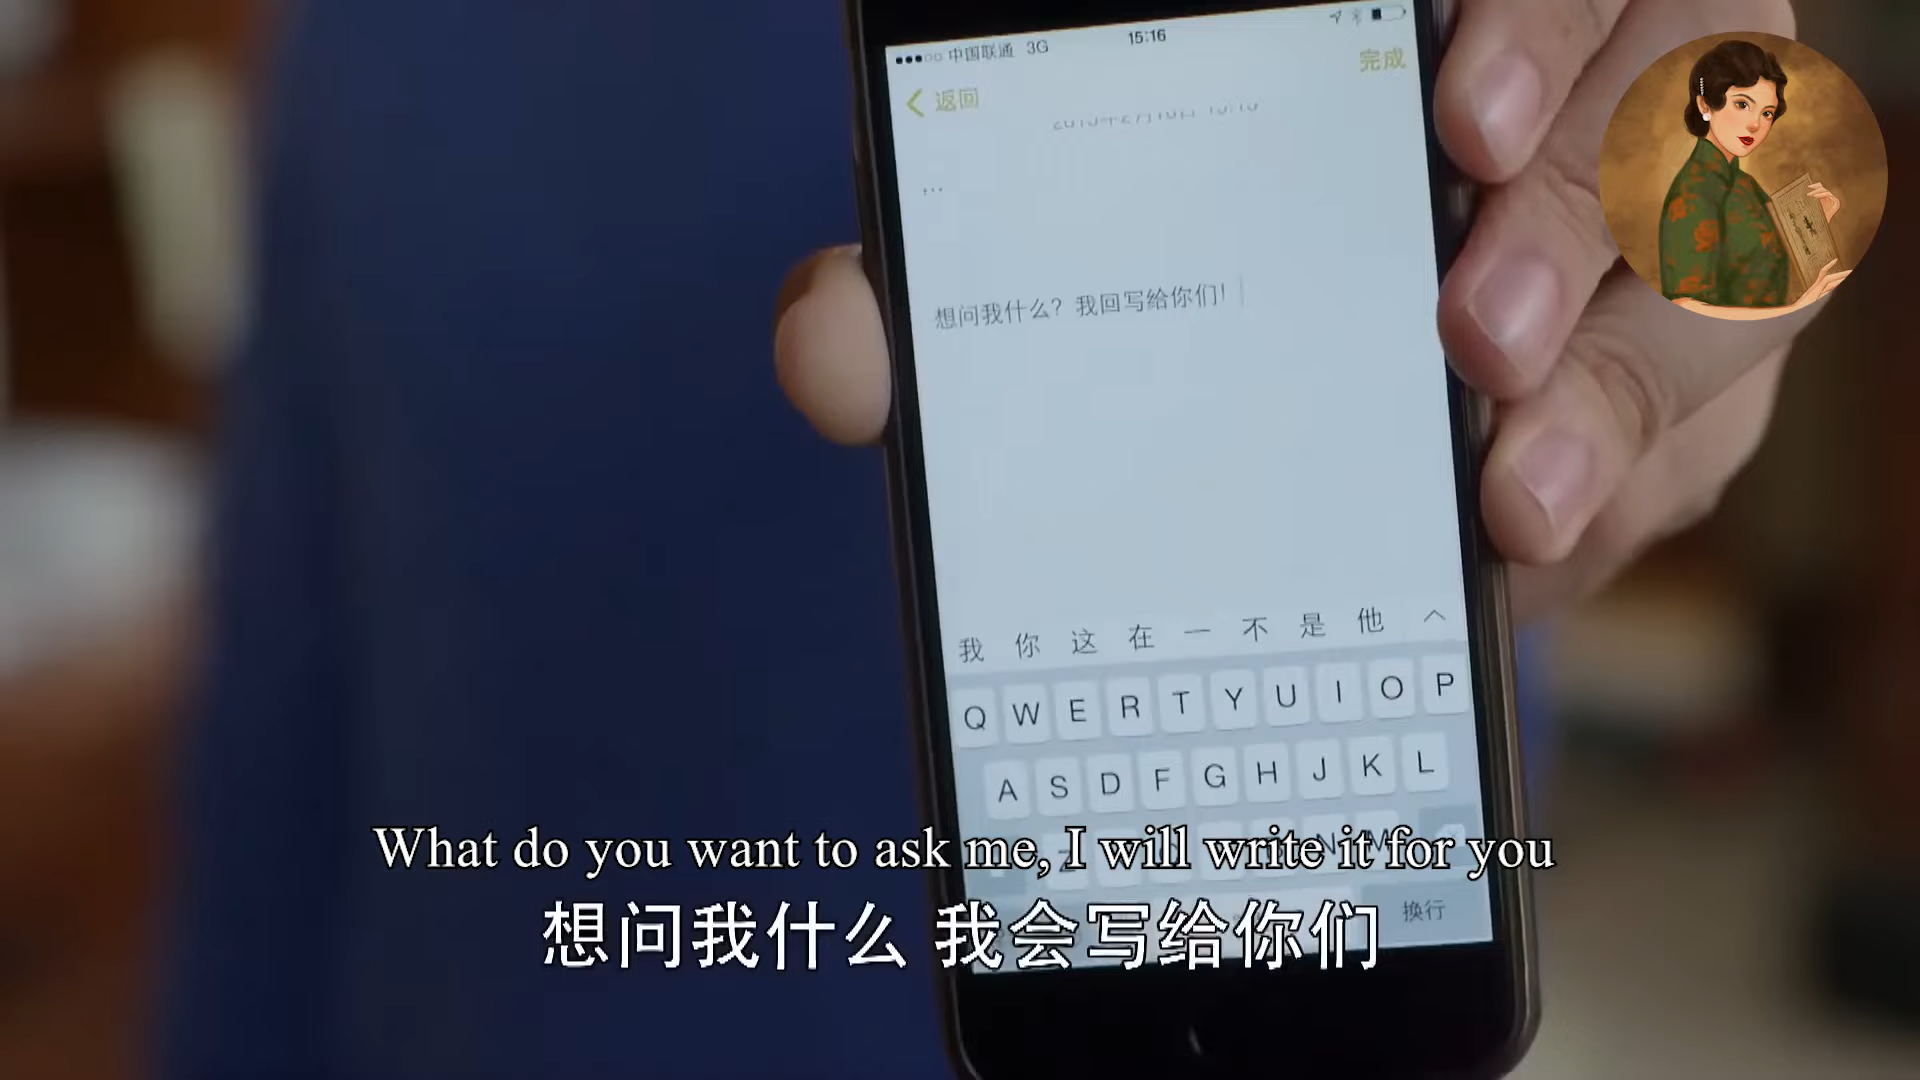 中国联通 3G 15:16
返回 完成
...
想问我什么？我回写给你们！
我 你 这 在 一 不 是 他
Q W E R T Y U I O P
A S D F G H J K L
What do you want to ask me, I will write it for you
想问我什么 我会写给你们
换行